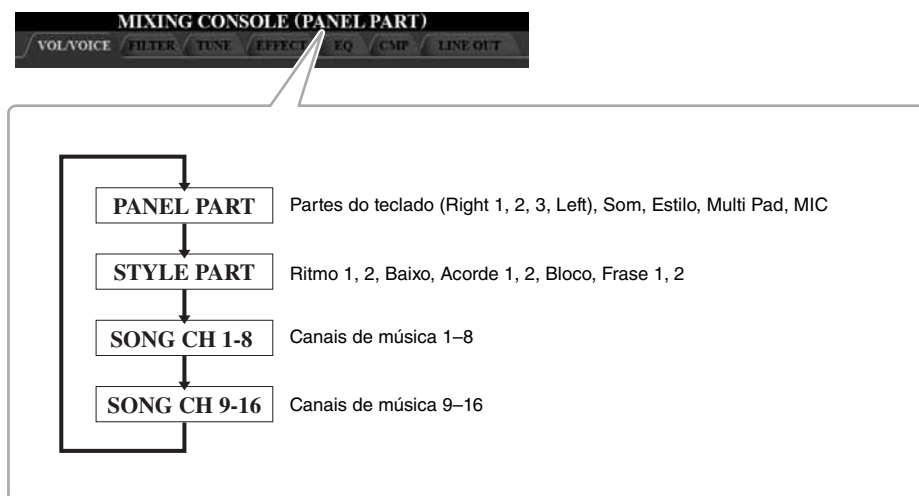 MIXING CONSOLE (PANEL PART)
VOL/VOICE FILTER TUNE EFFECT EQ CMP LINE OUT
PANEL PART Partes do teclado (Right 1, 2, 3, Left), Som, Estilo, Multi Pad, MIC
STYLE PART Ritmo 1, 2, Baixo, Acorde 1, 2, Bloco, Frase 1, 2
SONG CH 1-8 Canais de música 1–8
SONG CH 9-16 Canais de música 9–16